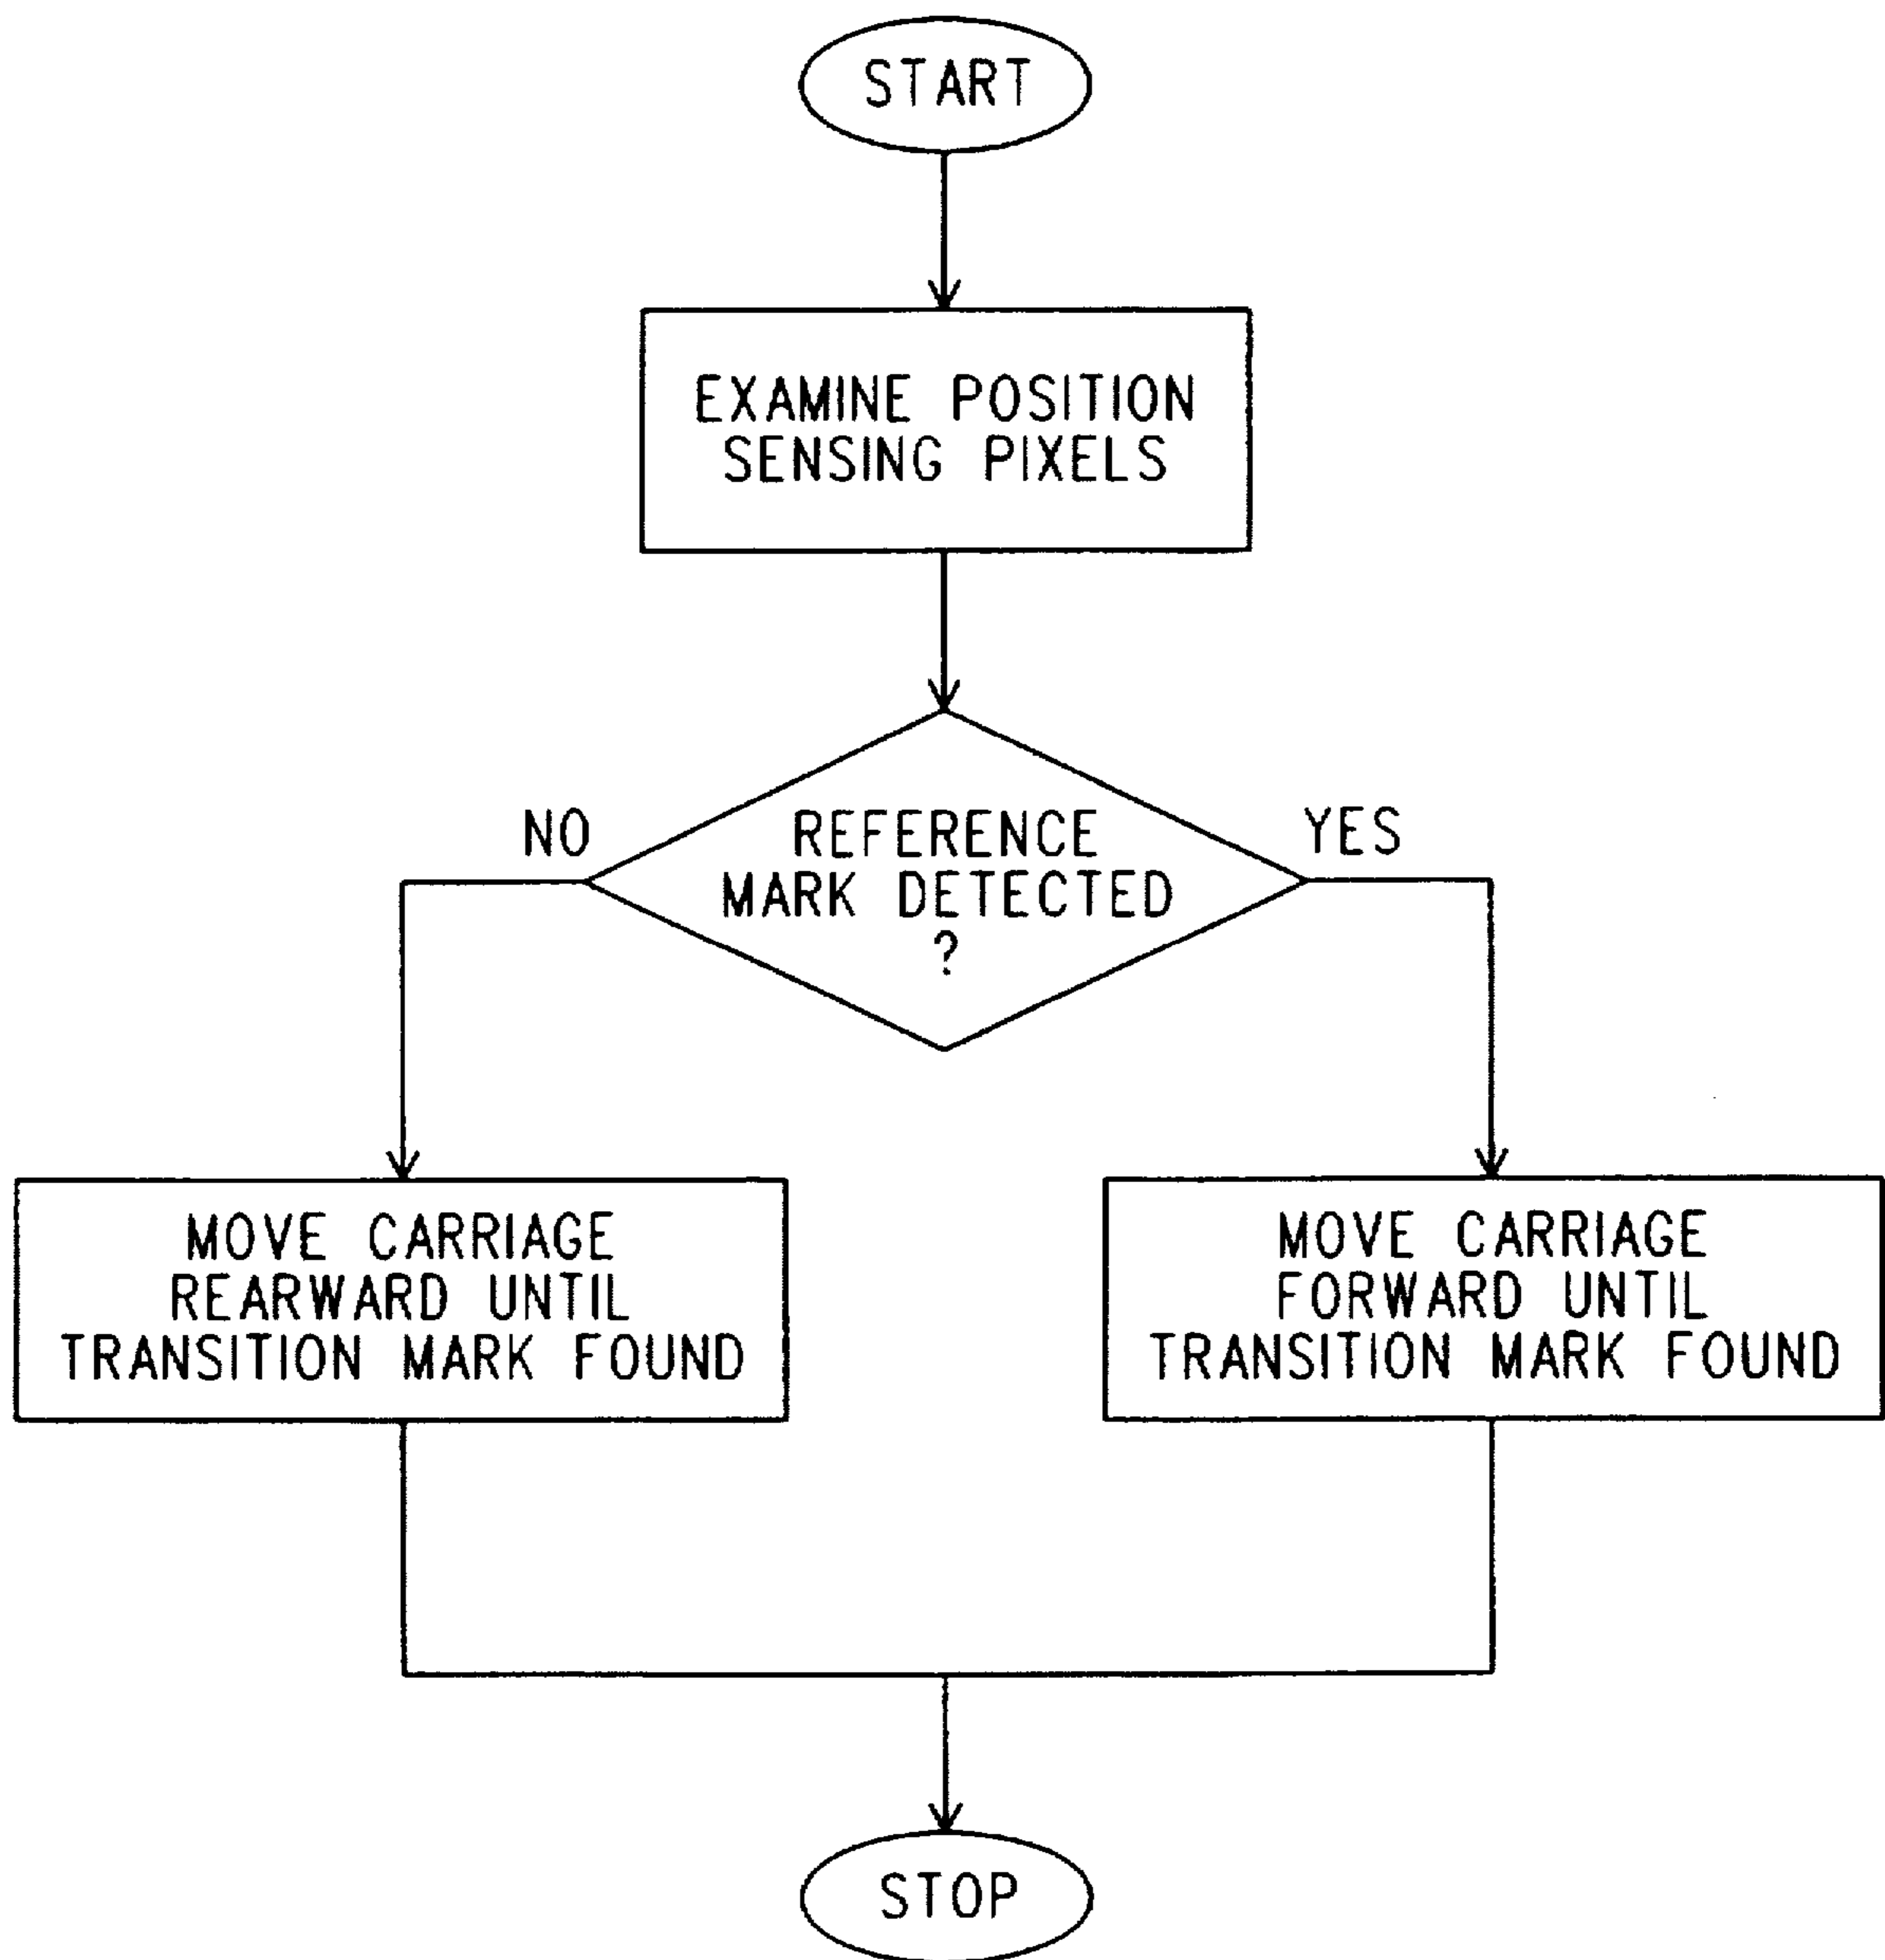 START
EXAMINE POSITION
SENSING PIXELS
NO
REFERENCE
MARK DETECTED
?
YES
MOVE CARRIAGE
REARWARD UNTIL
TRANSITION MARK FOUND
MOVE CARRIAGE
FORWARD UNTIL
TRANSITION MARK FOUND
STOP